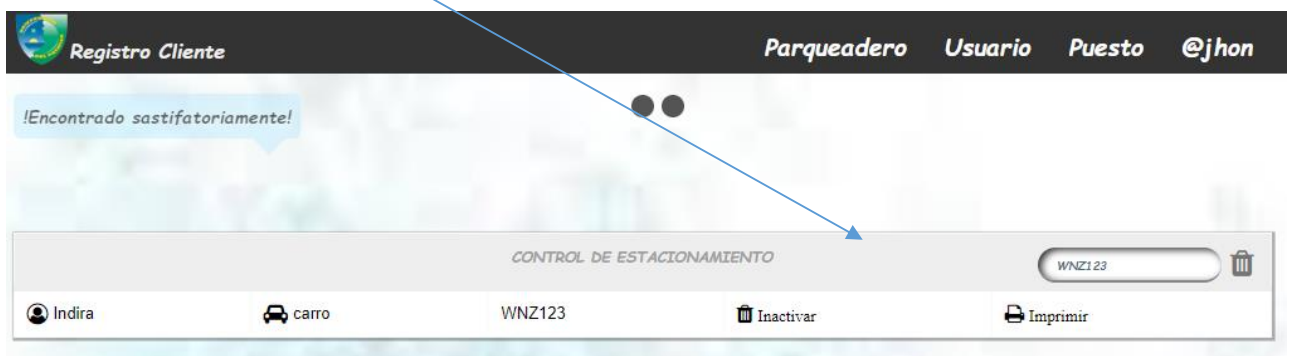 Registro Cliente Parqueadero Usuario Puesto @jhon
!Encontrado sastifatoriamente!
CONTROL DE ESTACIONAMIENTO WNZ123
Indira carro WNZ123 Inactivar Imprimir